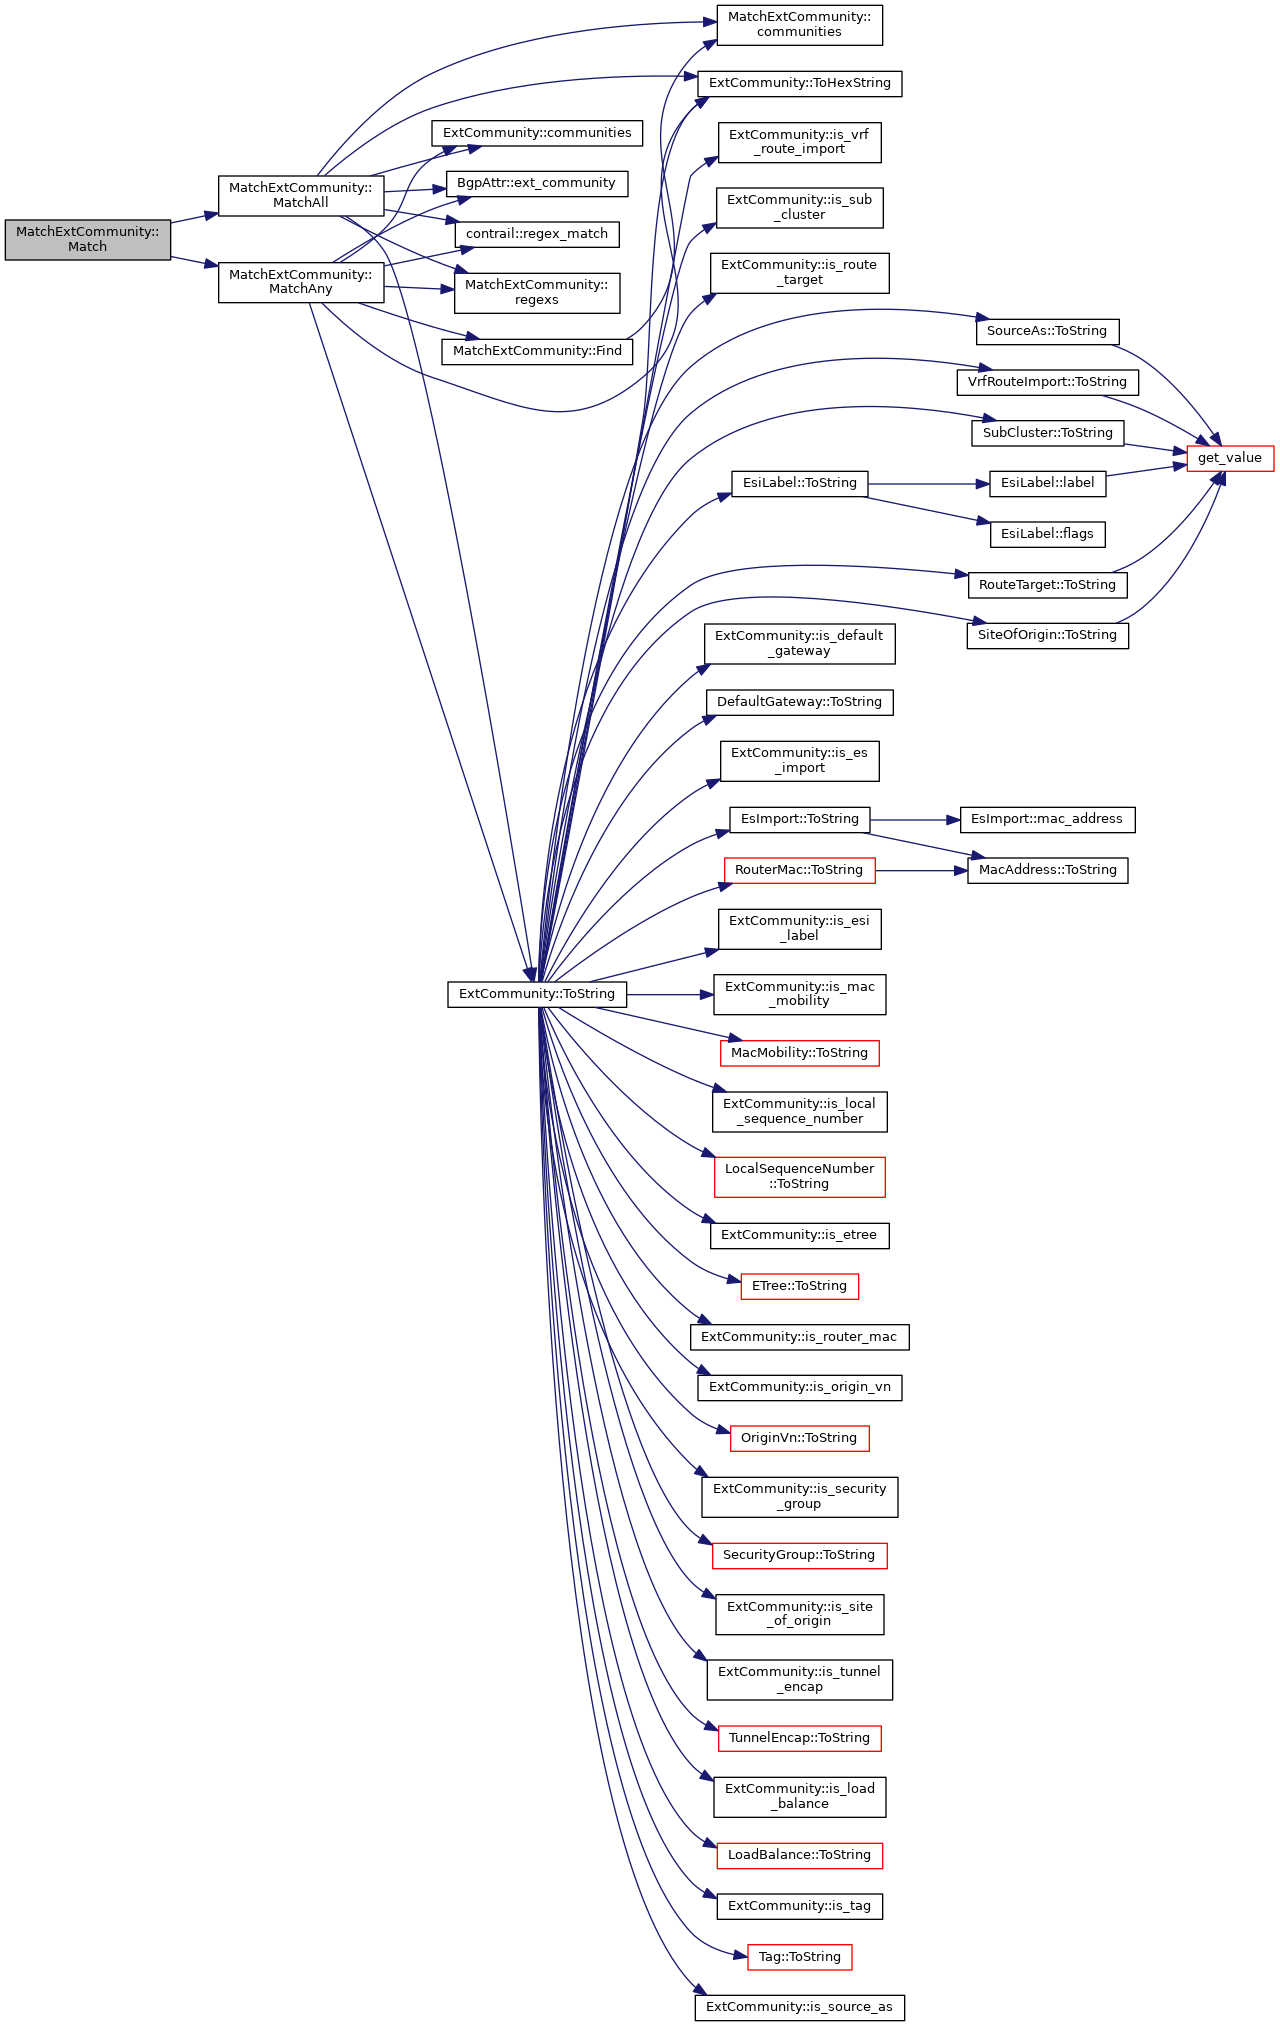 MatchExtCommunity::
Match
MatchExtCommunity::
MatchAll
MatchExtCommunity::
MatchAny
ExtCommunity::communities
BgpAttr::ext_community
contrail::regex_match
MatchExtCommunity::
regexs
MatchExtCommunity::Find
ExtCommunity::ToString
MatchExtCommunity::
communities
ExtCommunity::ToHexString
ExtCommunity::is_vrf
_route_import
ExtCommunity::is_sub
_cluster
ExtCommunity::is_route
_target
SourceAs::ToString
VrfRouteImport::ToString
SubCluster::ToString
get_value
EsiLabel::ToString
EsiLabel::label
EsiLabel::flags
RouteTarget::ToString
SiteOfOrigin::ToString
ExtCommunity::is_default
_gateway
DefaultGateway::ToString
ExtCommunity::is_es
_import
EsImport::ToString
EsImport::mac_address
RouterMac::ToString
MacAddress::ToString
ExtCommunity::is_esi
_label
ExtCommunity::is_mac
_mobility
MacMobility::ToString
ExtCommunity::is_local
_sequence_number
LocalSequenceNumber
::ToString
ExtCommunity::is_etree
ETree::ToString
ExtCommunity::is_router_mac
ExtCommunity::is_origin_vn
OriginVn::ToString
ExtCommunity::is_security
_group
SecurityGroup::ToString
ExtCommunity::is_site
_of_origin
ExtCommunity::is_tunnel
_encap
TunnelEncap::ToString
ExtCommunity::is_load
_balance
LoadBalance::ToString
ExtCommunity::is_tag
Tag::ToString
ExtCommunity::is_source_as